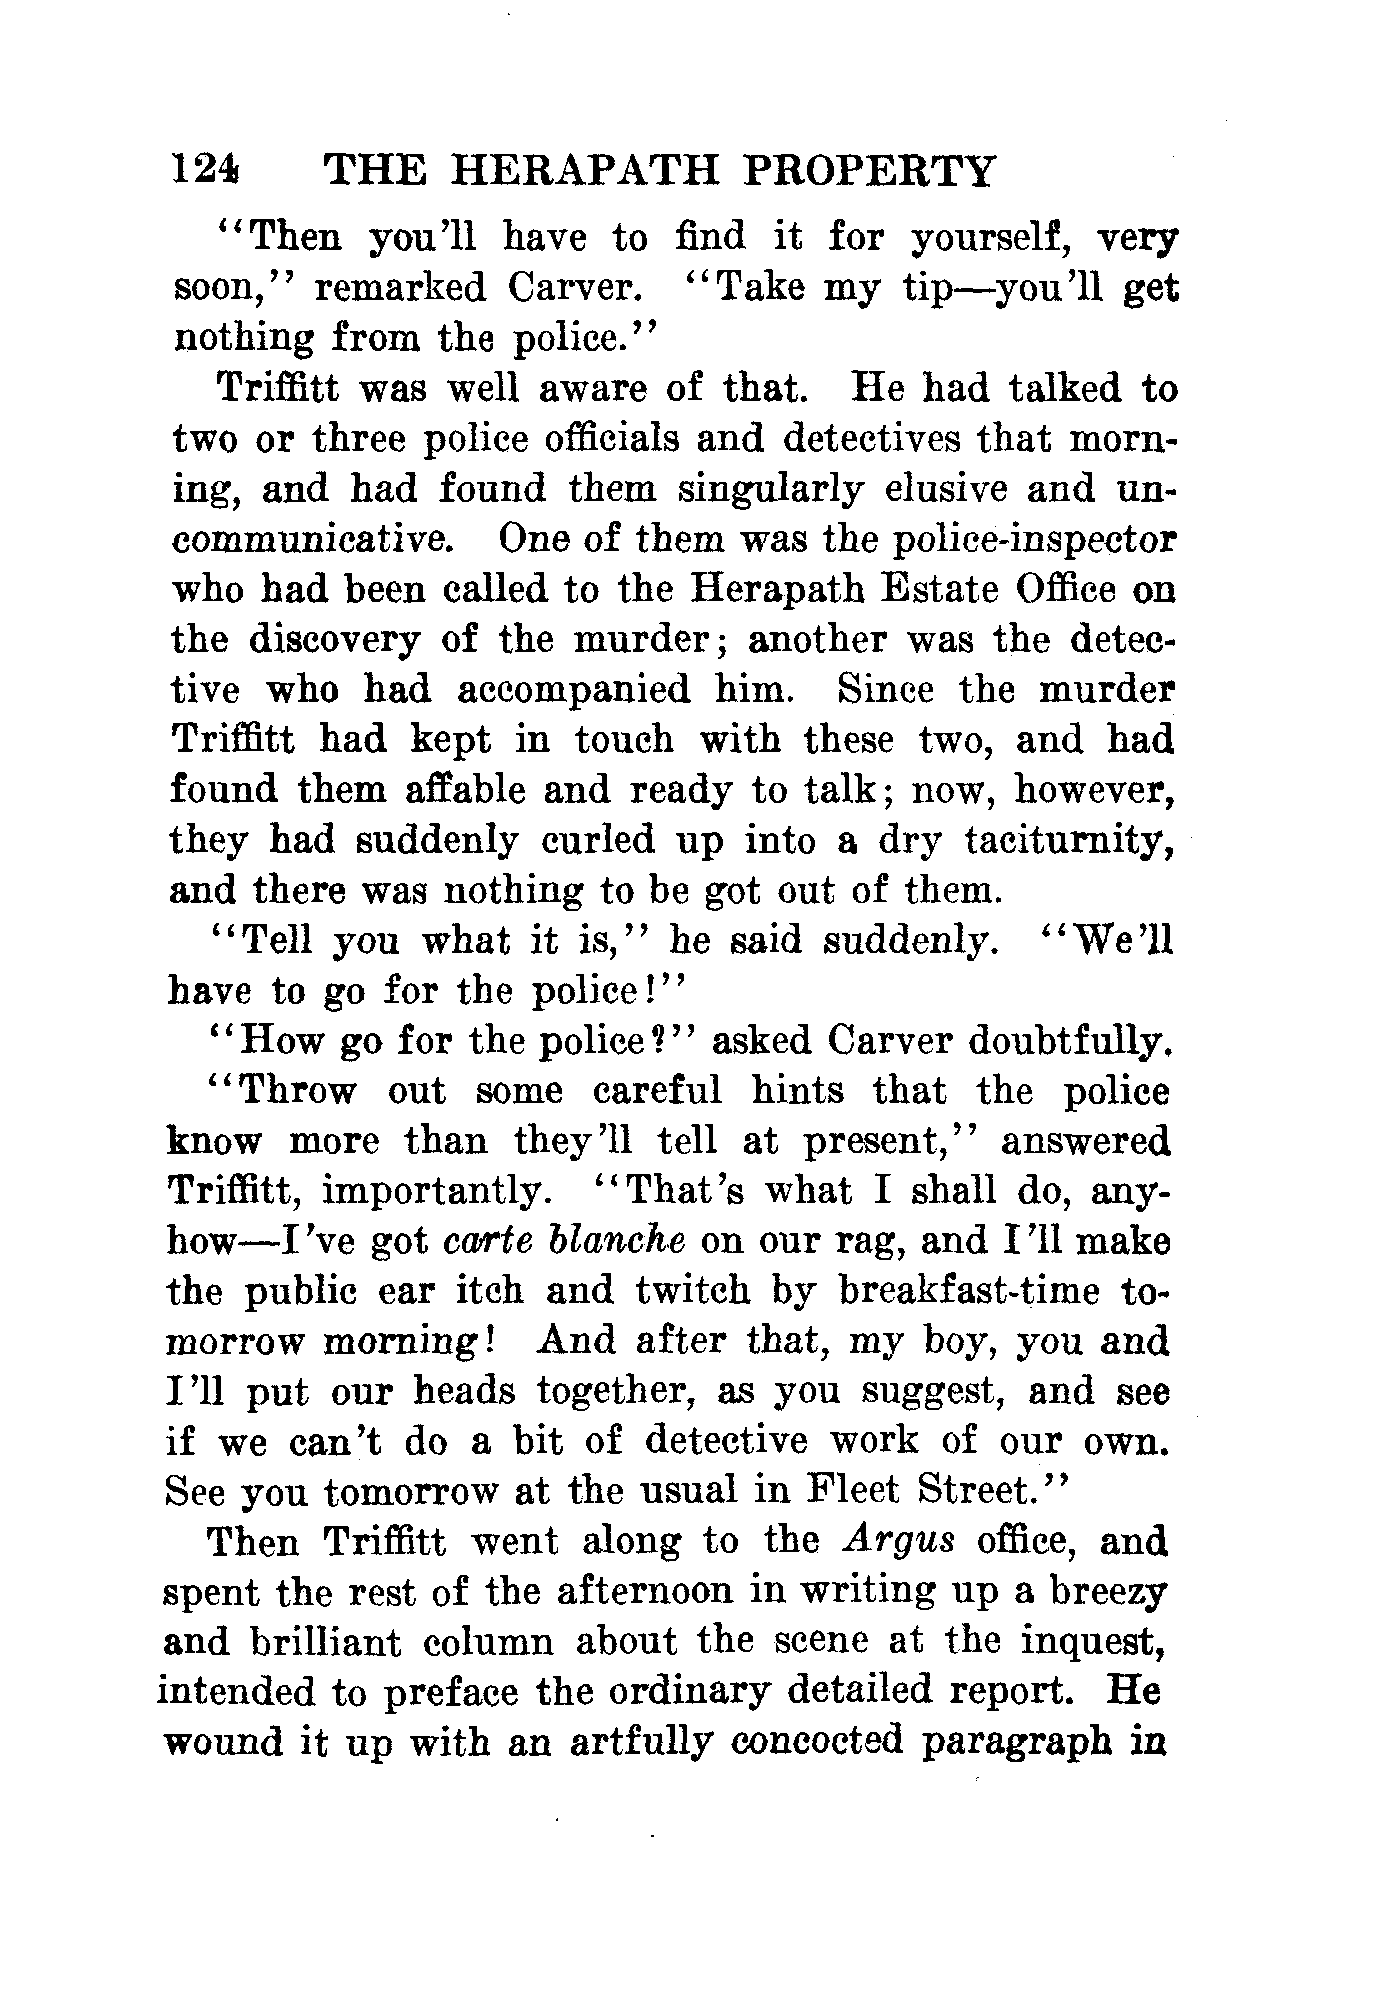 124 THE HERAPATH PROPERTY
"Then you'll have to find it for yourself, very
soon," remarked Carver. "Take my tip—you'll get
nothing from the police."
Triffitt was well aware of that. He had talked to
two or three police officials and detectives that morn-
ing, and had found them singularly elusive and un-
communicative. One of them was the police-inspector
who had been called to the Herapath Estate Office on
the discovery of the murder; another was the detec-
tive who had accompanied him. Since the murder
Triffitt had kept in touch with these two, and had
found them affable and ready to talk; now, however,
they had suddenly curled up into a dry taciturnity,
and there was nothing to be got out of them.
"Tell you what it is," he said suddenly. "We'll
have to go for the police!"
"How go for the police?" asked Carver doubtfully.
"Throw out some careful hints that the police
know more than they'll tell at present," answered
Triffitt, importantly. "That's what I shall do, any-
how—I've got carte blanche on our rag, and I'll make
the public ear itch and twitch by breakfast-time to-
morrow morning! And after that, my boy, you and
I'll put our heads together, as you suggest, and see
if we can't do a bit of detective work of our own.
See you tomorrow at the usual in Fleet Street."
Then Triffitt went along to the Argus office, and
spent the rest of the afternoon in writing up a breezy
and brilliant column about the scene at the inquest,
intended to preface the ordinary detailed report. He
wound it up with an artfully concocted paragraph in